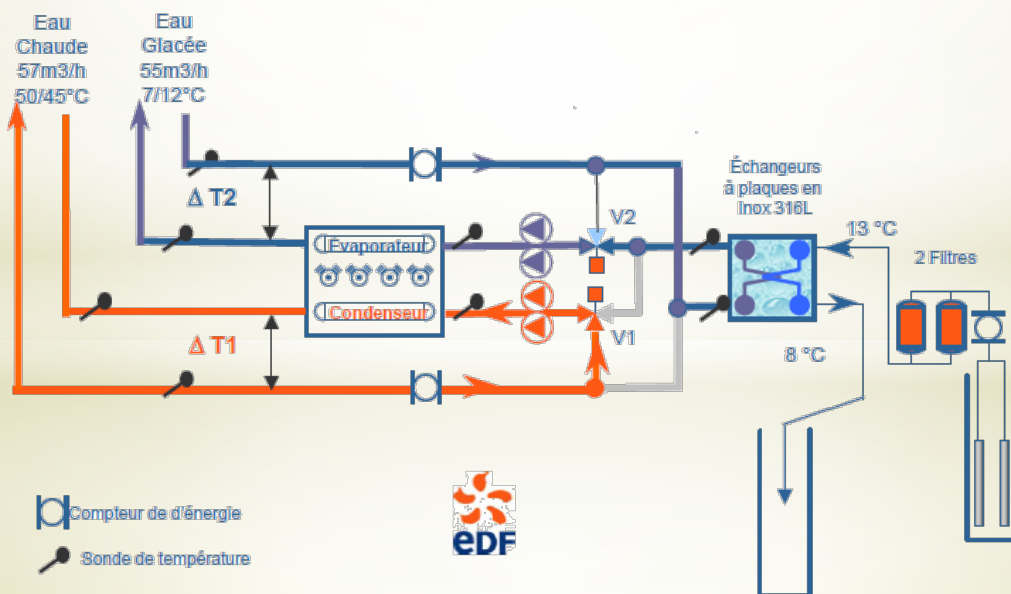 Eau
Chaude
57m3/h
50/45°C
Eau
Glacée
55m3/h
7/12°C
Δ T2
Évaporateur
Condenseur
Δ T1
V2
V1
Échangeurs
à plaques en
Inox 316L
13 °C
8 °C
2 Filtres
Compteur de d'énergie
Sonde de température
eDF